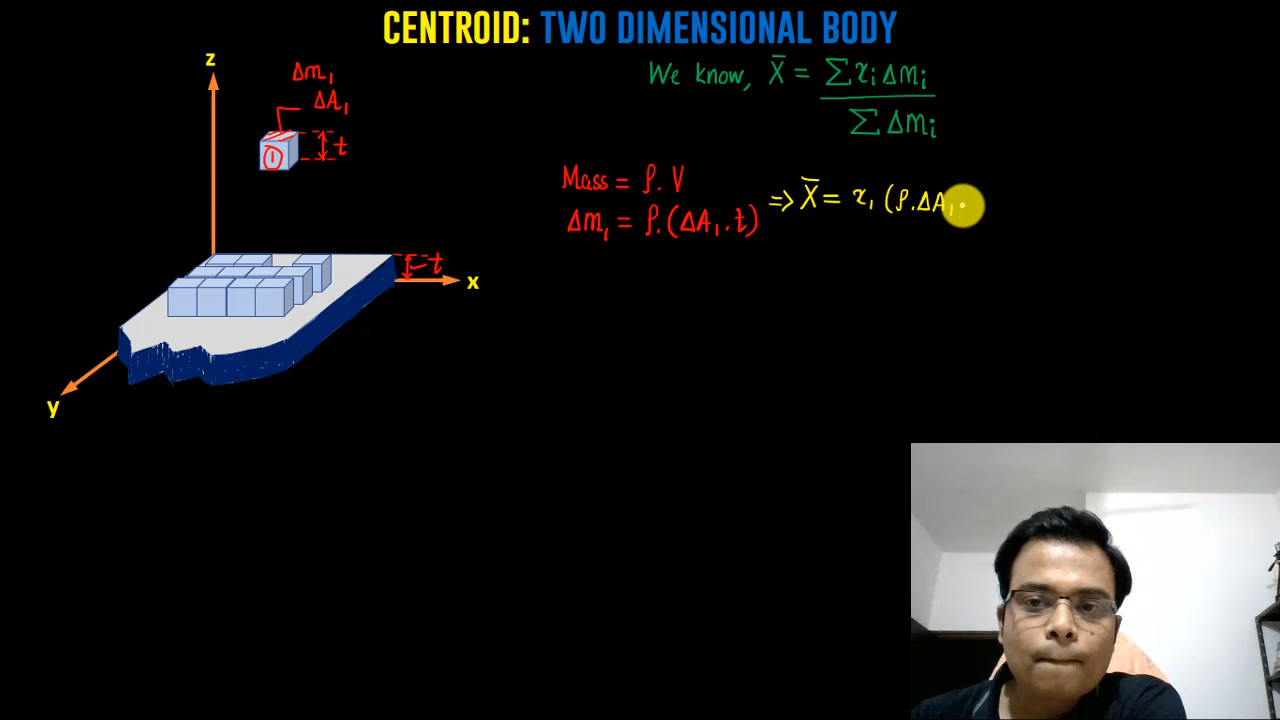 CENTROID: TWO DIMENSIONAL BODY
We know, X̄ = Σ xᵢ Δmᵢ
Σ Δmᵢ
z
Δm₁
ΔA₁
1
t
Mass = ρ. V
Δm₁ = ρ. (ΔA₁. t)
⇒ X̄ = x₁ (ρ.ΔA₁ .
t
x
y